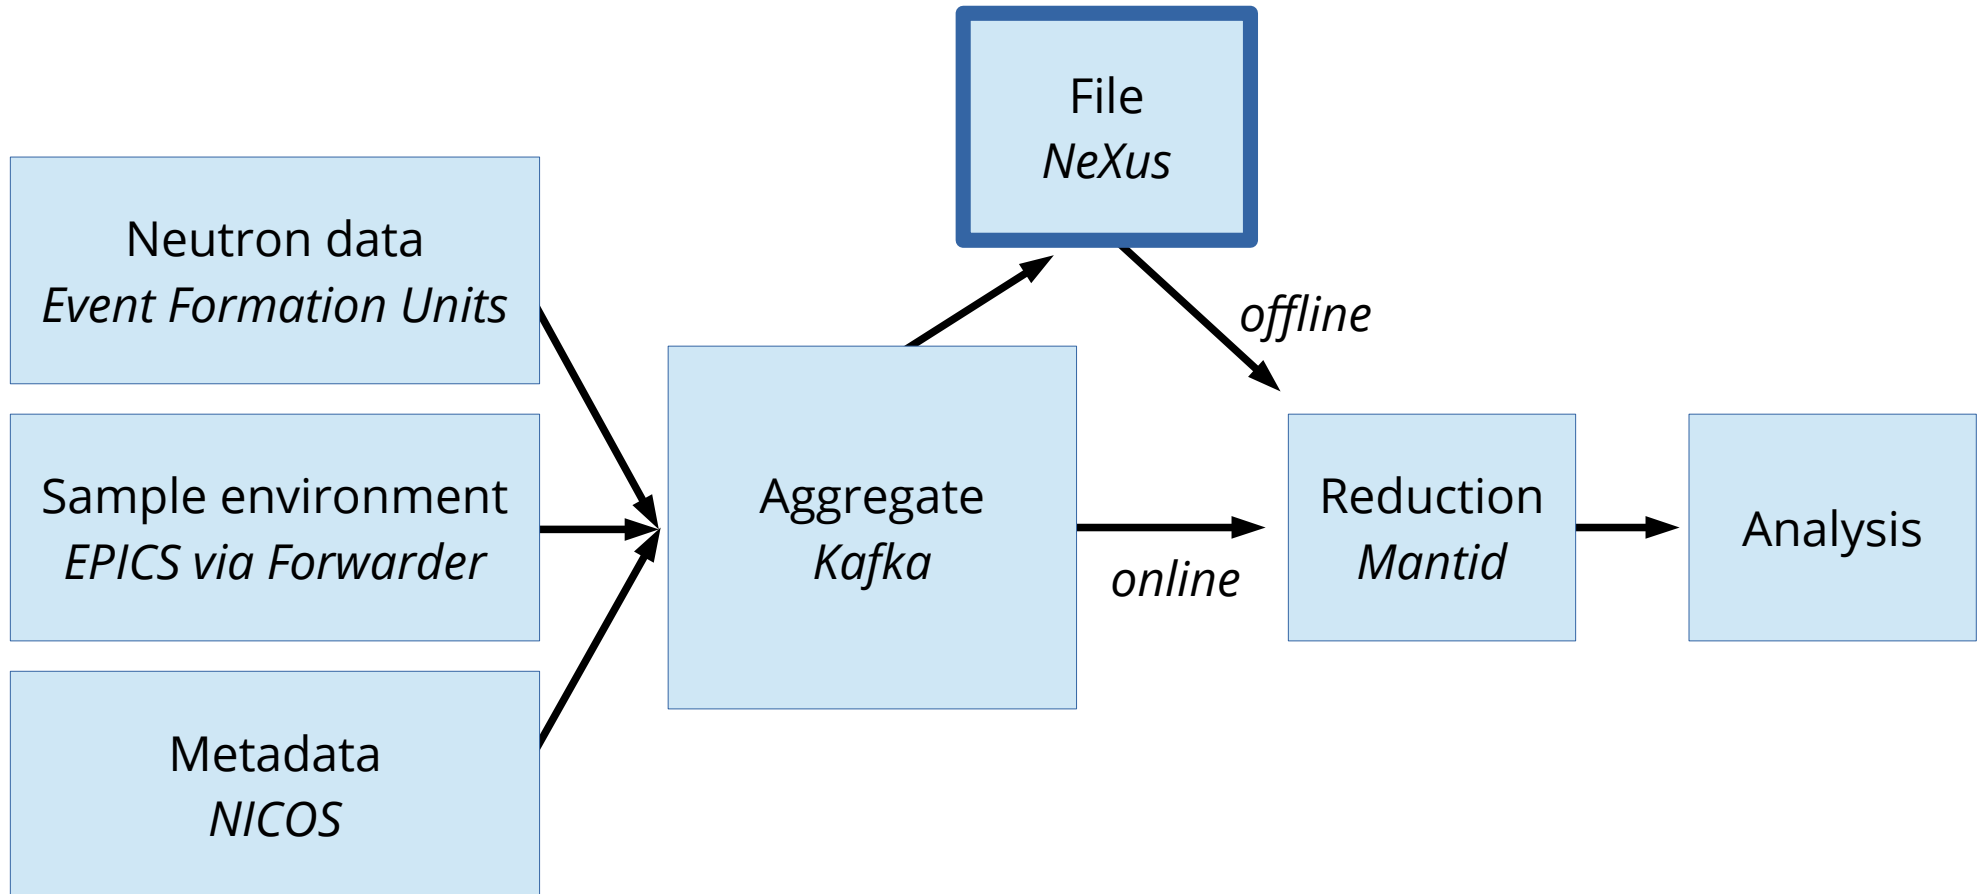 File
NeXus
Neutron data
Event Formation Units
offline
Sample environment
EPICS via Forwarder
Aggregate
Kafka
online
Reduction
Mantid
Analysis
Metadata
NICOS